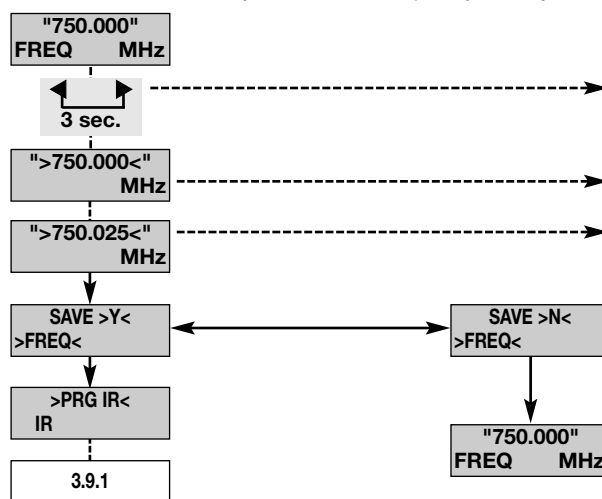 "750.000"
FREQ MHz
3 sec.
">750.000<"
MHz
">750.025<"
MHz
SAVE >Y<
>FREQ<
SAVE >N<
>FREQ<
>PRG IR<
IR
"750.000"
FREQ MHz
3.9.1